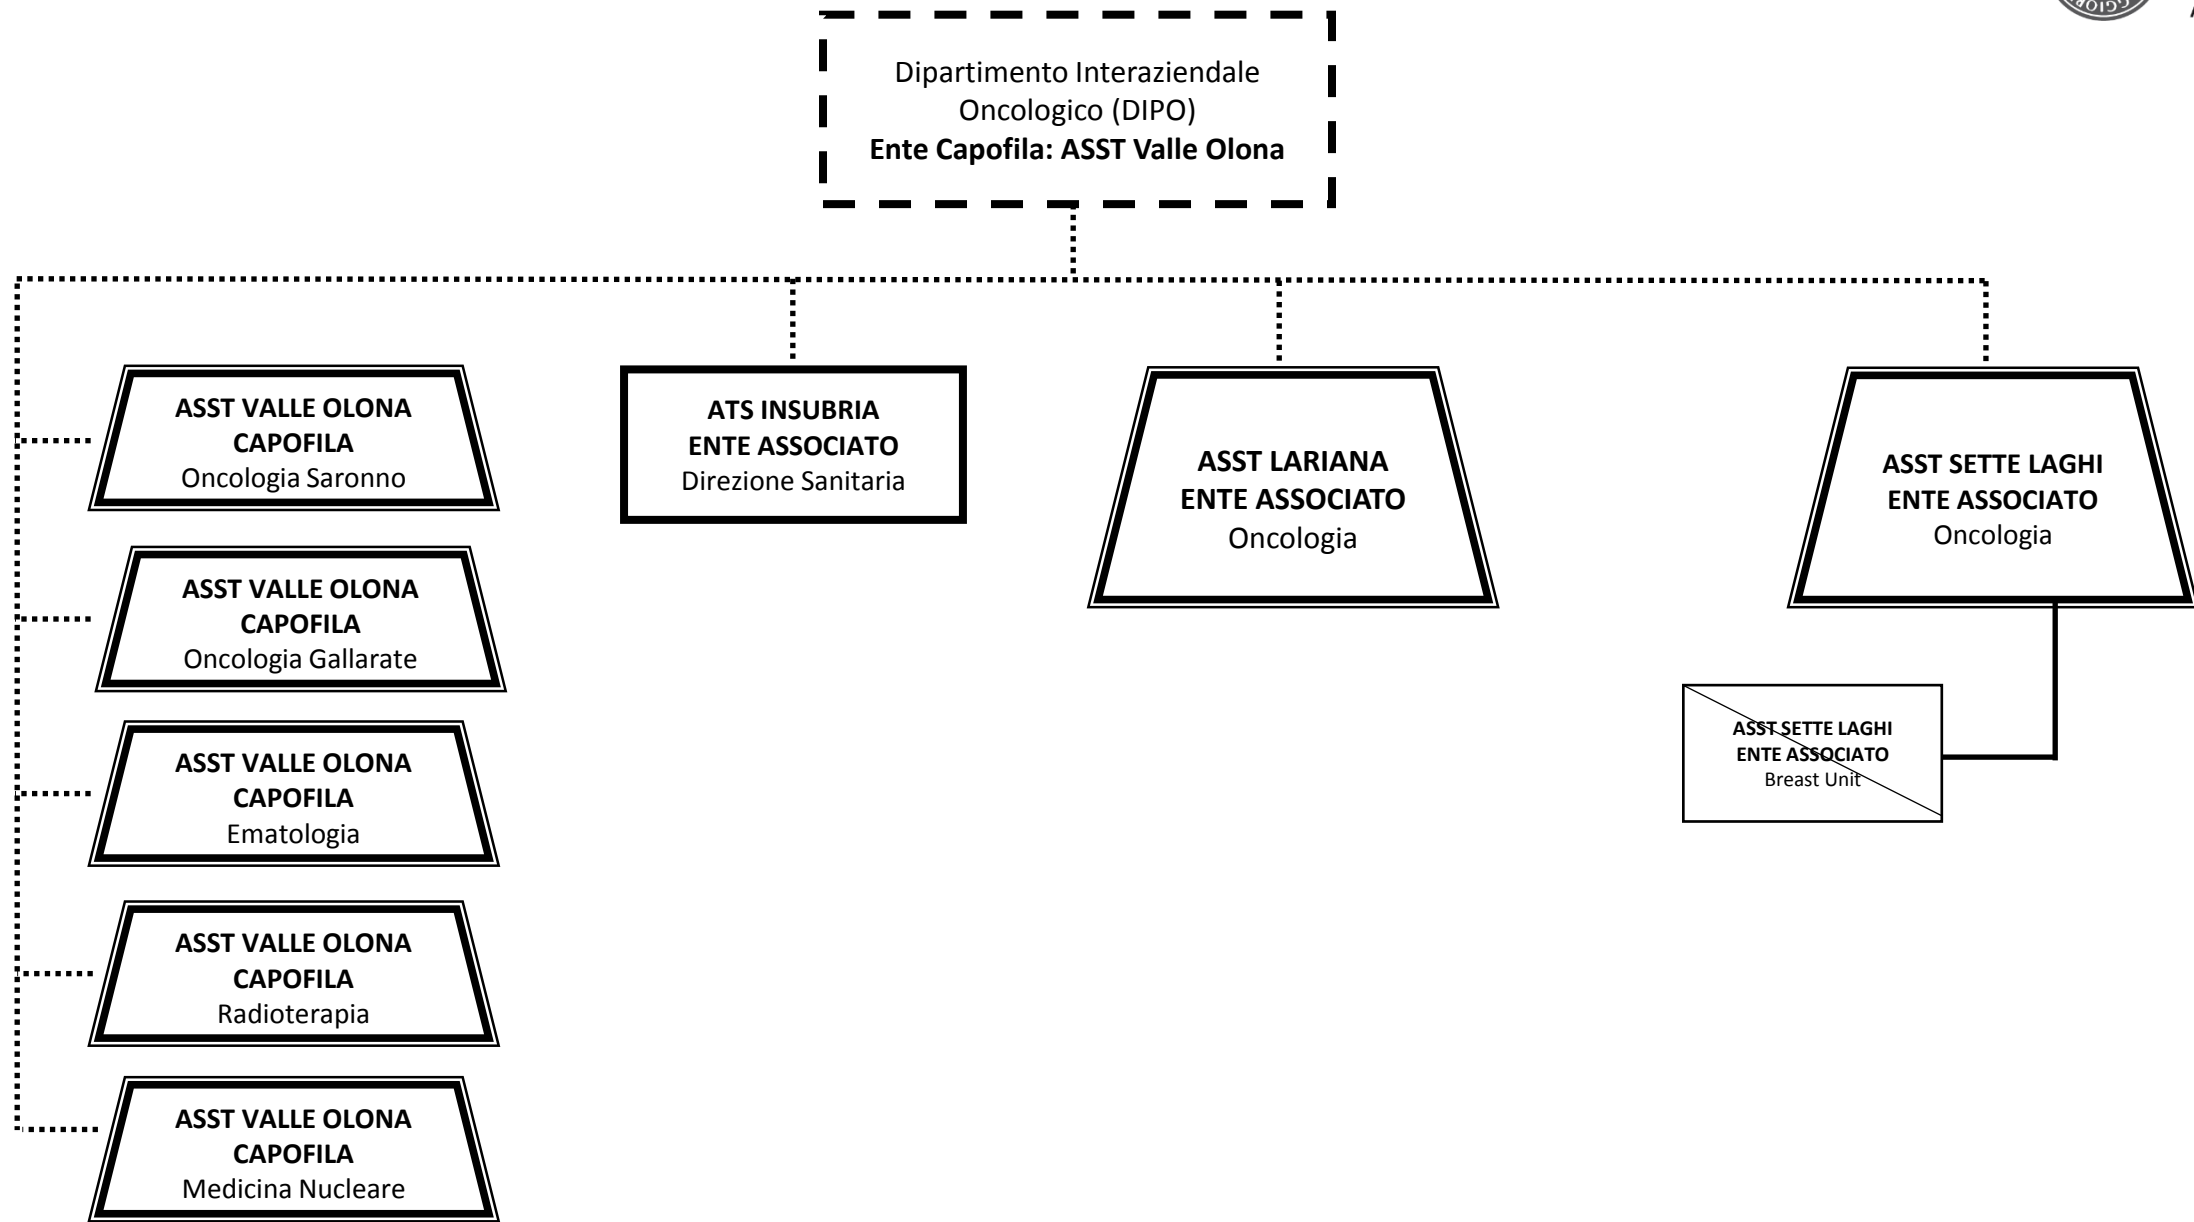 Dipartimento Interaziendale
Oncologico (DIPO)
Ente Capofila: ASST Valle Olona
ASST VALLE OLONA
CAPOFILA
Oncologia Saronno
ATS INSUBRIA
ENTE ASSOCIATO
Direzione Sanitaria
ASST LARIANA
ENTE ASSOCIATO
Oncologia
ASST SETTE LAGHI
ENTE ASSOCIATO
Oncologia
ASST VALLE OLONA
CAPOFILA
Oncologia Gallarate
ASST SETTE LAGHI
ENTE ASSOCIATO
Breast Unit
ASST VALLE OLONA
CAPOFILA
Ematologia
ASST VALLE OLONA
CAPOFILA
Radioterapia
ASST VALLE OLONA
CAPOFILA
Medicina Nucleare